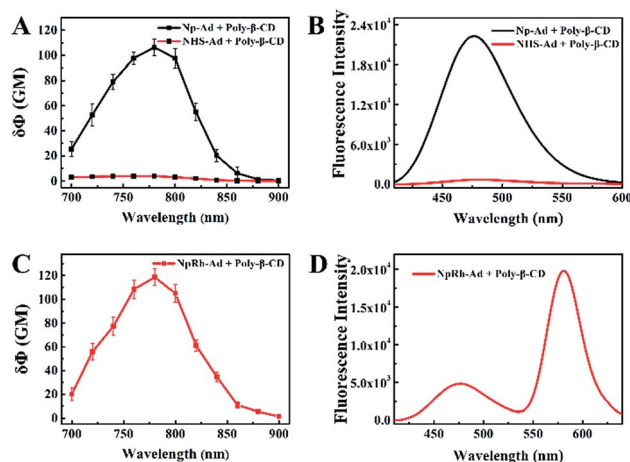 A
Np-Ad + Poly-β-CD
NHS-Ad + Poly-β-CD
δΦ (GM)
120
100
80
60
40
20
0
700 750 800 850 900
Wavelength (nm)
B
Np-Ad + Poly-β-CD
NHS-Ad + Poly-β-CD
Fluorescence Intensity
2.4x10⁴
1.8x10⁴
1.2x10⁴
6.0x10³
0.0
450 500 550 600
Wavelength (nm)
C
NpRh-Ad + Poly-β-CD
δΦ (GM)
120
100
80
60
40
20
0
700 750 800 850 900
Wavelength (nm)
D
NpRh-Ad + Poly-β-CD
Fluorescence Intensity
2.0x10⁴
1.5x10⁴
1.0x10⁴
5.0x10³
0.0
450 500 550 600
Wavelength (nm)